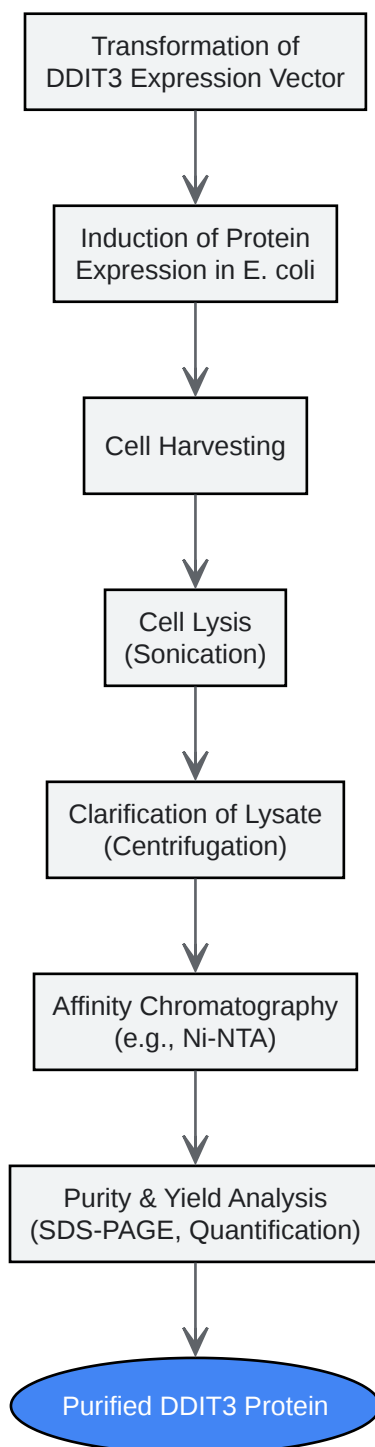 Transformation of
DDIT3 Expression Vector
Induction of Protein
Expression in E. coli
Cell Harvesting
Cell Lysis
(Sonication)
Clarification of Lysate
(Centrifugation)
Affinity Chromatography
(e.g., Ni-NTA)
Purity & Yield Analysis
(SDS-PAGE, Quantification)
Purified DDIT3 Protein